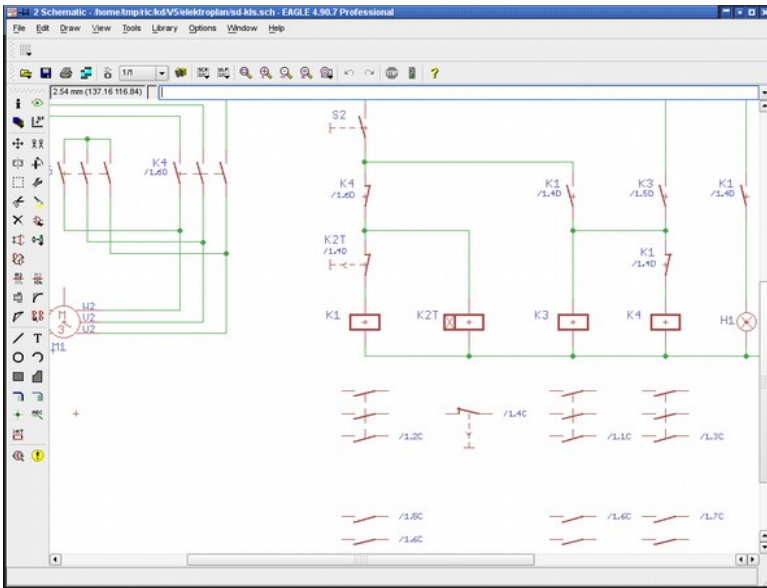 2 Schematic - /home/tmp/ric/kd/V5/elektroplan/sd-kls.sch - EAGLE 4.90.7 Professional
File Edit Draw View Tools Library Options Window Help
1/1
2.54 mm (137.16 116.84)
S2
K4
/1.6D
K4
/1.6D
K1
/1.4D
K3
/1.5D
K1
/1.4D
K2T
/1.4D
K1
/1.4D
U2
U2
U2
M
3
M1
K1
K2T
K3
K4
H1
/1.2C
/1.4C
/1.1C
/1.3C
/1.5C
/1.6C
/1.7C
/1.6C